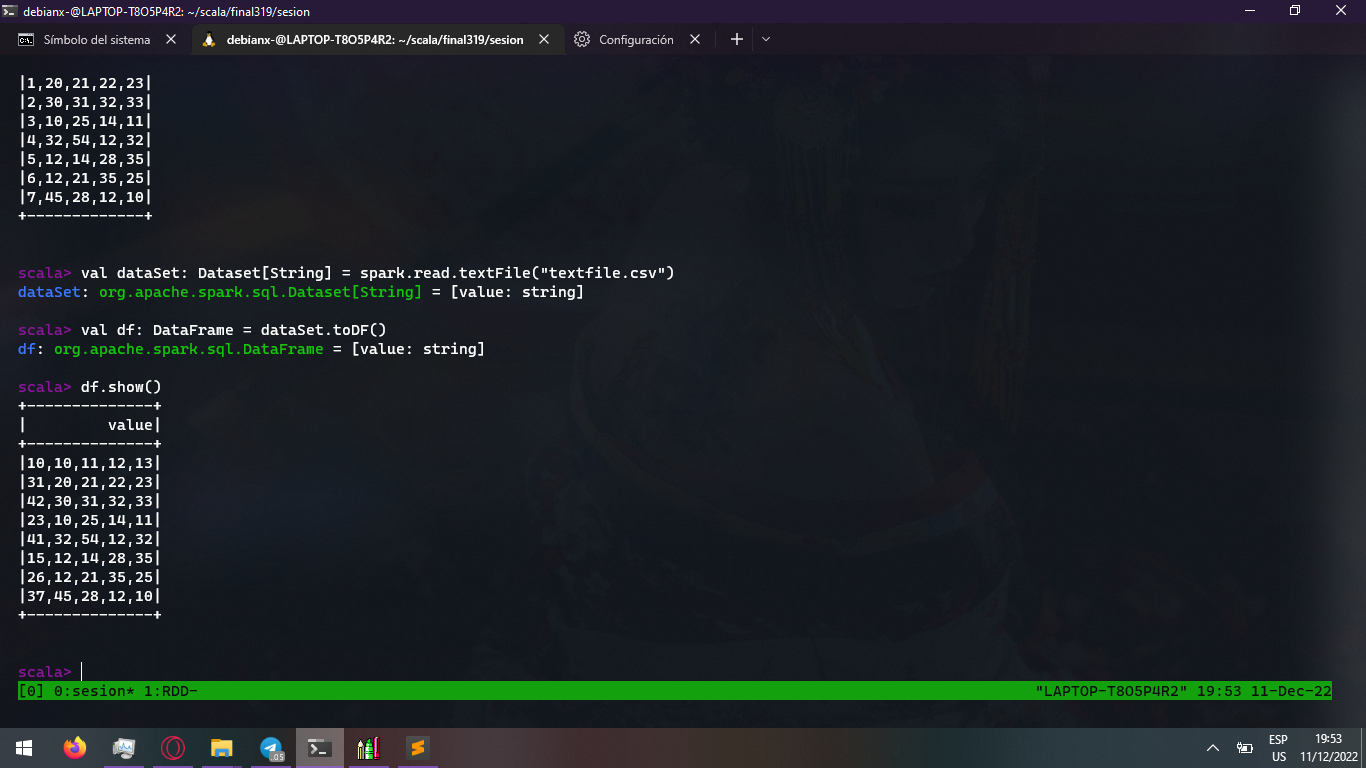 debianx-@LAPTOP-T8O5P4R2: ~/scala/final319/sesion
Símbolo del sistema
debianx-@LAPTOP-T8O5P4R2: ~/scala/final319/sesion
Configuración
|1,20,21,22,23|
|2,30,31,32,33|
|3,10,25,14,11|
|4,32,54,12,32|
|5,12,14,28,35|
|6,12,21,35,25|
|7,45,28,12,10|
+-------------+
scala> val dataSet: Dataset[String] = spark.read.textFile("textfile.csv")
dataSet: org.apache.spark.sql.Dataset[String] = [value: string]
scala> val df: DataFrame = dataSet.toDF()
df: org.apache.spark.sql.DataFrame = [value: string]
scala> df.show()
+--------------+
|         value|
+--------------+
|10,10,11,12,13|
|31,20,21,22,23|
|42,30,31,32,33|
|23,10,25,14,11|
|41,32,54,12,32|
|15,12,14,28,35|
|26,12,21,35,25|
|37,45,28,12,10|
+--------------+
scala>
[0] 0:sesion* 1:RDD- "LAPTOP-T8O5P4R2" 19:53 11-Dec-22
.05
ESP 19:53
US 11/12/2022